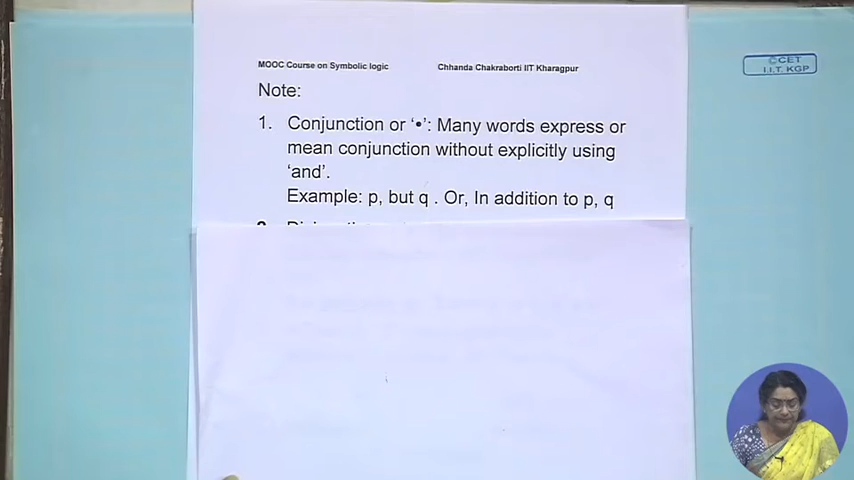 MOOC Course on Symbolic logic Chhanda Chakraborti IIT Kharagpur
©CET
I.I.T. KGP
Note:
1. Conjunction or ‘•’: Many words express or
mean conjunction without explicitly using
‘and’.
Example: p, but q . Or, In addition to p, q